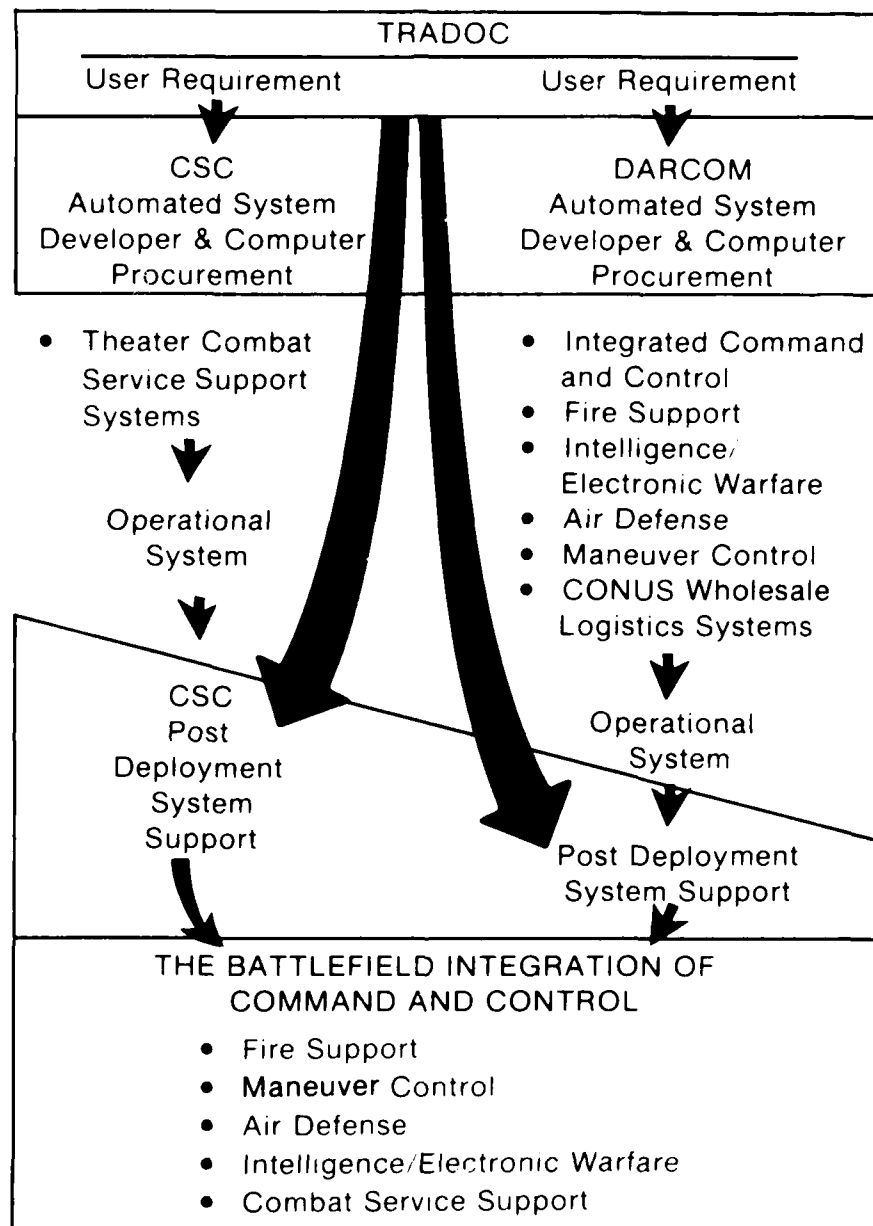 TRADOC
User Requirement
CSC
Automated System
Developer & Computer
Procurement
User Requirement
DARCOM
Automated System
Developer & Computer
Procurement
• Theater Combat
Service Support
Systems
Operational
System
CSC
Post
Deployment
System
Support
• Integrated Command
and Control
• Fire Support
• Intelligence/
Electronic Warfare
• Air Defense
• Maneuver Control
• CONUS Wholesale
Logistics Systems
Operational
System
Post Deployment
System Support
THE BATTLEFIELD INTEGRATION OF
COMMAND AND CONTROL
• Fire Support
• Maneuver Control
• Air Defense
• Intelligence/Electronic Warfare
• Combat Service Support